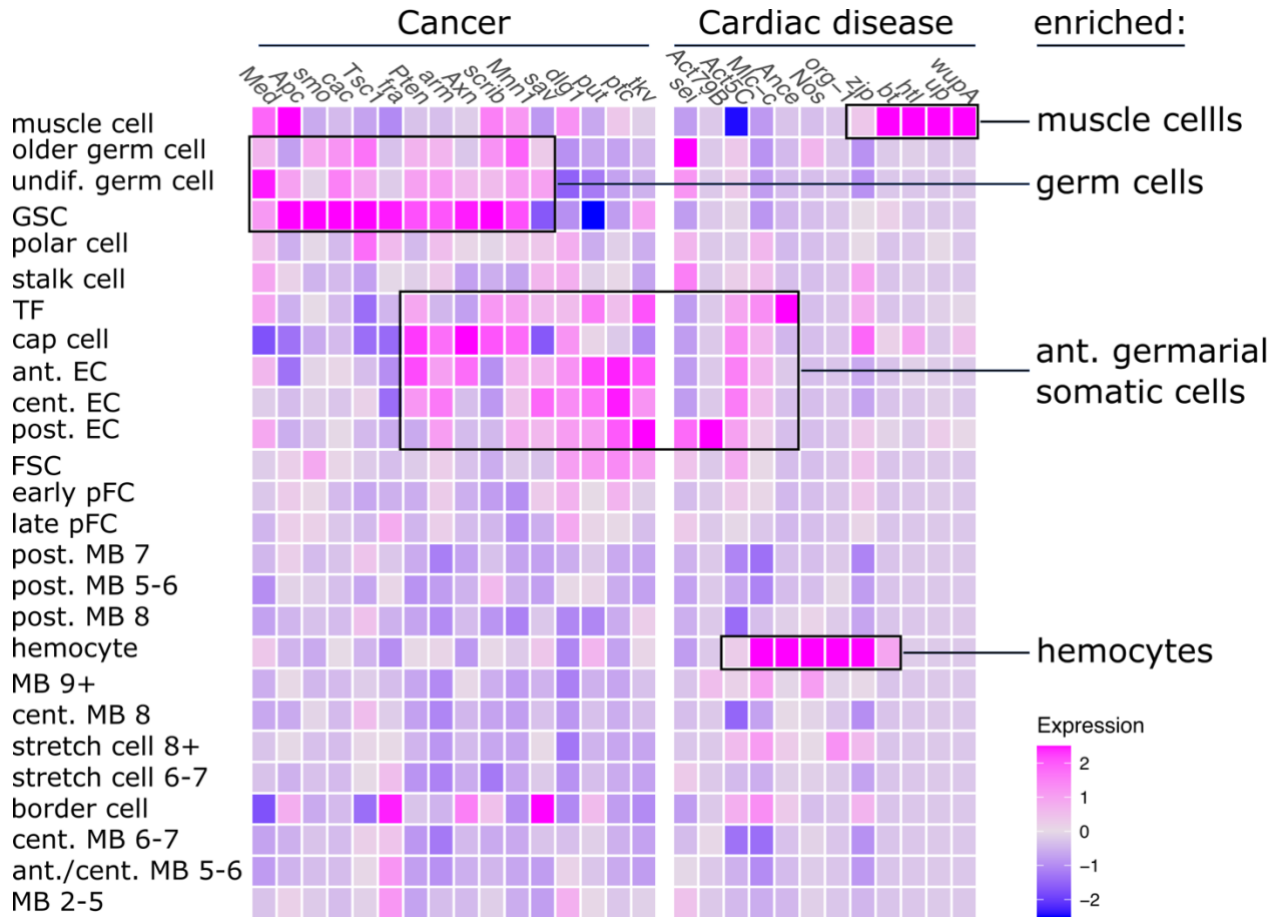 Cancer
Cardiac disease
enriched:
Med Apc smo cac Tsc1 fra Pten arm Axn scrib Mnn1 sav dlg1 put ptc tkv
sei Act79B Act5C Mlc-c Ance Nos org-1 zip bt htl up wupA
muscle cell
muscle cellls
older germ cell
undif. germ cell
germ cells
GSC
polar cell
stalk cell
TF
cap cell
ant. EC
ant. germarial
somatic cells
cent. EC
post. EC
FSC
early pFC
late pFC
post. MB 7
post. MB 5-6
post. MB 8
hemocyte
hemocytes
MB 9+
cent. MB 8
stretch cell 8+
stretch cell 6-7
border cell
cent. MB 6-7
ant./cent. MB 5-6
MB 2-5
Expression
2
1
0
−1
−2